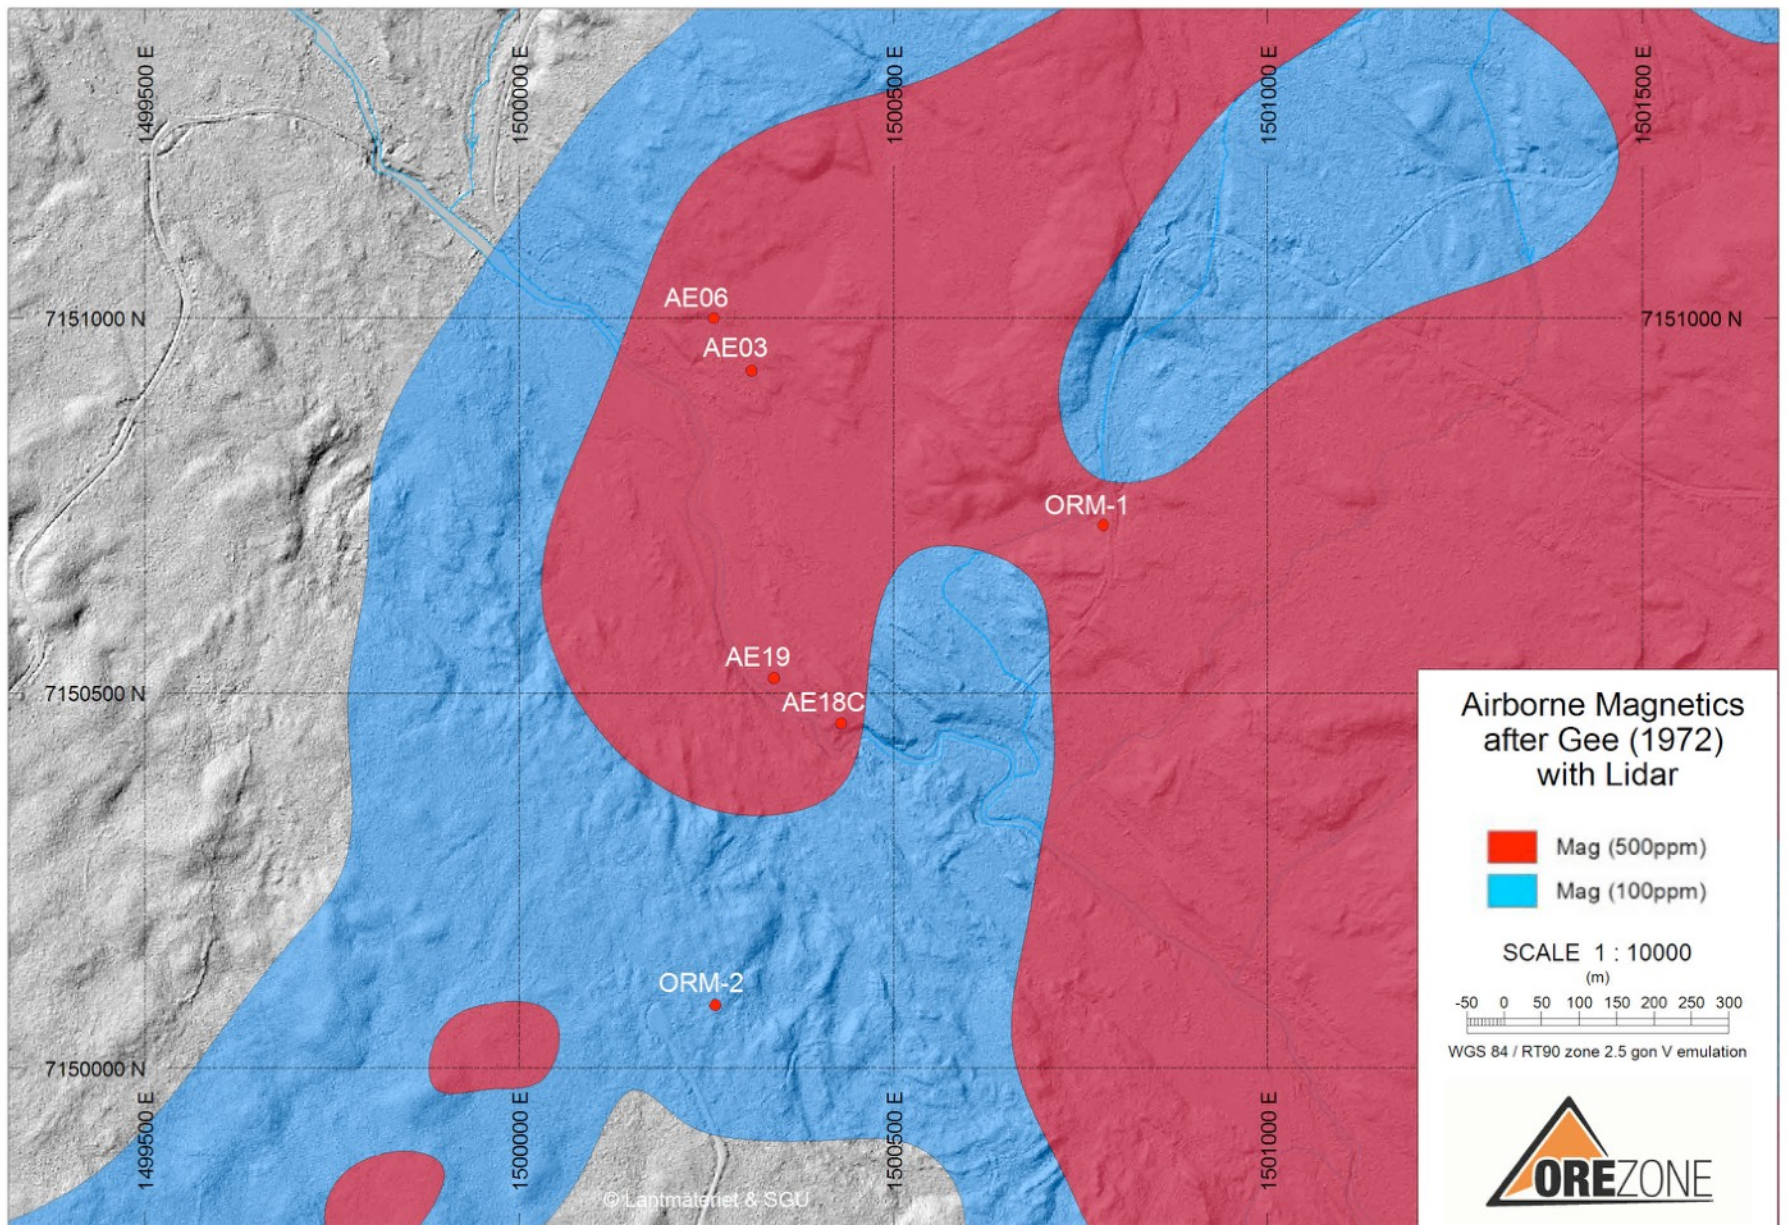 1499500 E
1500000 E
1500500 E
1501000 E
1501500 E
AE06
7151000 N
7151000 N
AE03
ORM-1
AE19
7150500 N
AE18C
ORM-2
7150000 N
1499500 E
1500000 E
1500500 E
1501000 E
© Lantmäteriet & SGU
Airborne Magnetics
after Gee (1972)
with Lidar
Mag (500ppm)
Mag (100ppm)
SCALE 1 : 10000
(m)
-50 0 50 100 150 200 250 300
WGS 84 / RT90 zone 2.5 gon V emulation
OREZONE